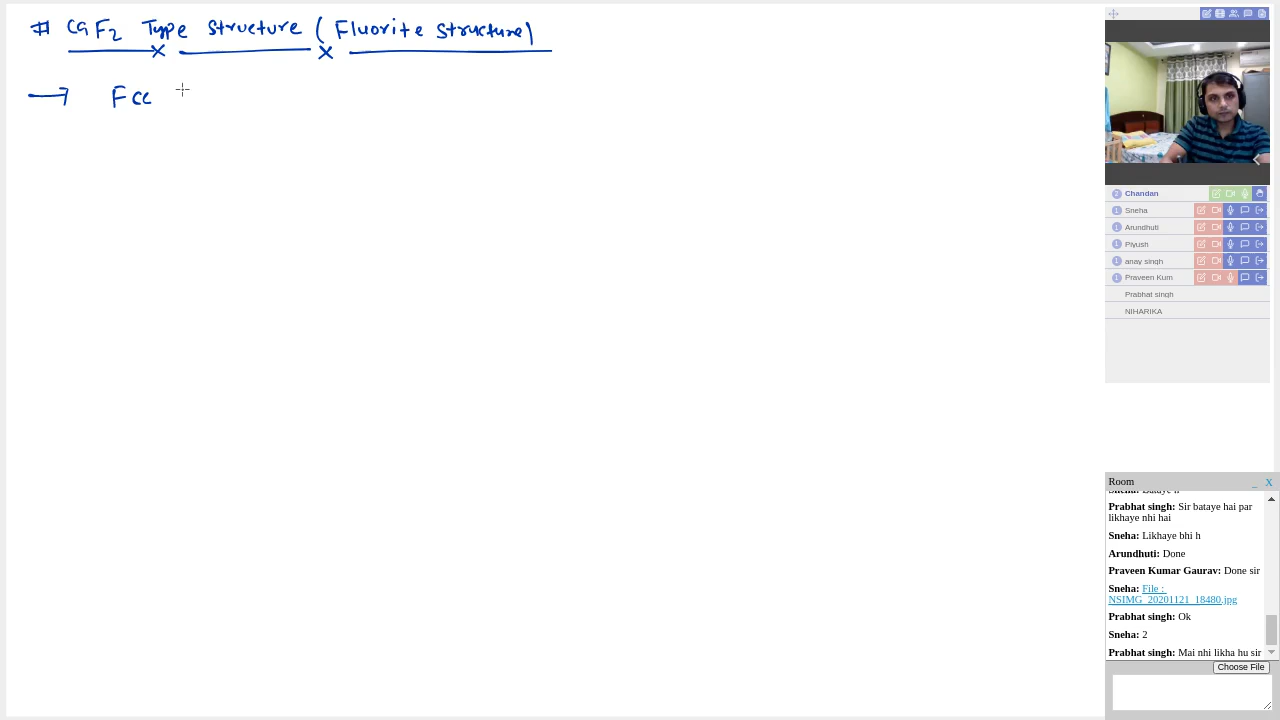 # CaF2 Type Structure ( Fluorite Structure)
→ Fcc
Chandan
Sneha
Arundhuti
Piyush
anay singh
Praveen Kum
Prabhat singh
NIHARIKA
Room _ X
Prabhat singh: Sir bataye hai par
likhaye nhi hai
Sneha: Likhaye bhi h
Arundhuti: Done
Praveen Kumar Gaurav: Done sir
Sneha: File :
NSIMG_20201121_18480.jpg
Prabhat singh: Ok
Sneha: 2
Prabhat singh: Mai nhi likha hu sir
Choose File